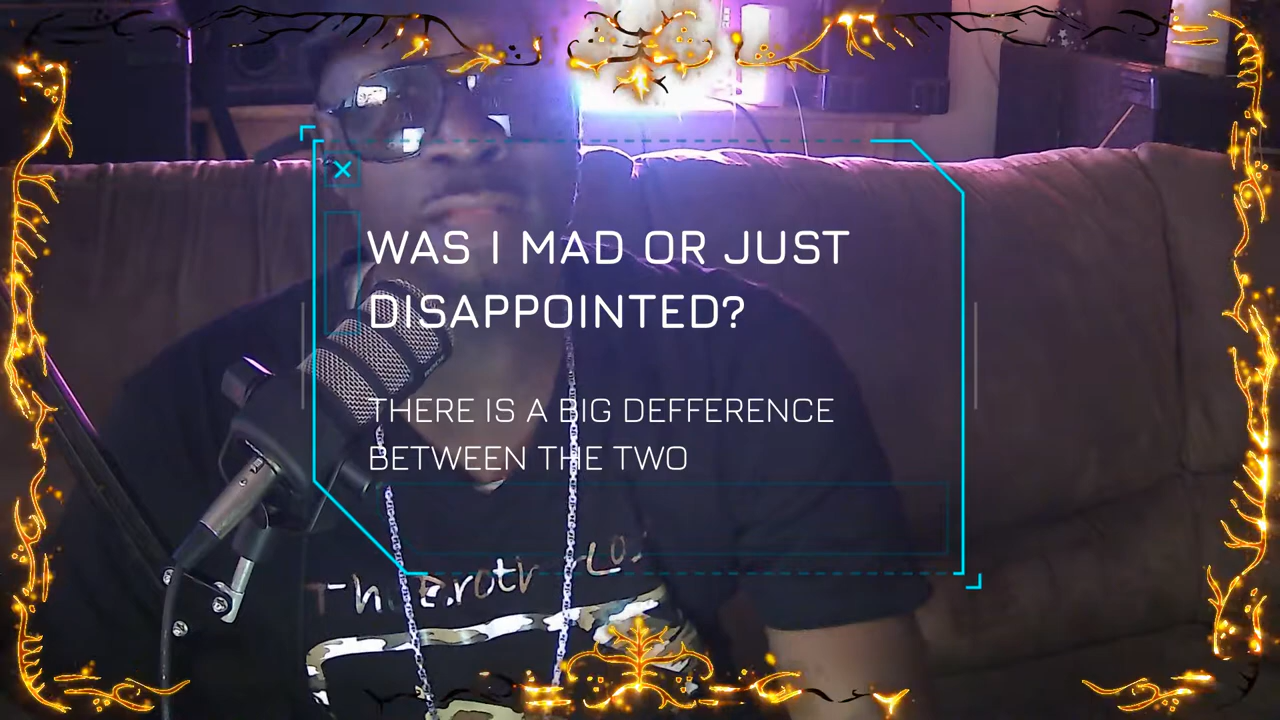 WAS I MAD OR JUST
DISAPPOINTED?
THERE IS A BIG DEFFERENCE
BETWEEN THE TWO